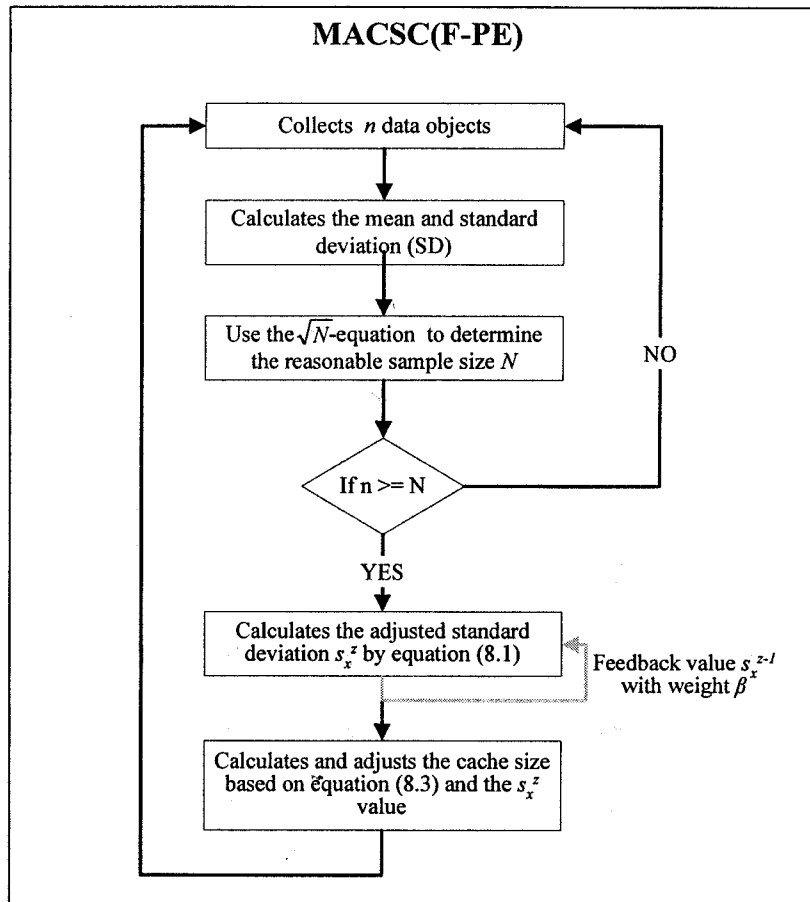 MACSC(F-PE)
Collects n data objects
Calculates the mean and standard
deviation (SD)
Use the √N-equation to determine
the reasonable sample size N
NO
If n >= N
YES
Calculates the adjusted standard
deviation s_x^z by equation (8.1)
Feedback value s_x^{z-1}
with weight β
Calculates and adjusts the cache size
based on equation (8.3) and the s_x^z
value